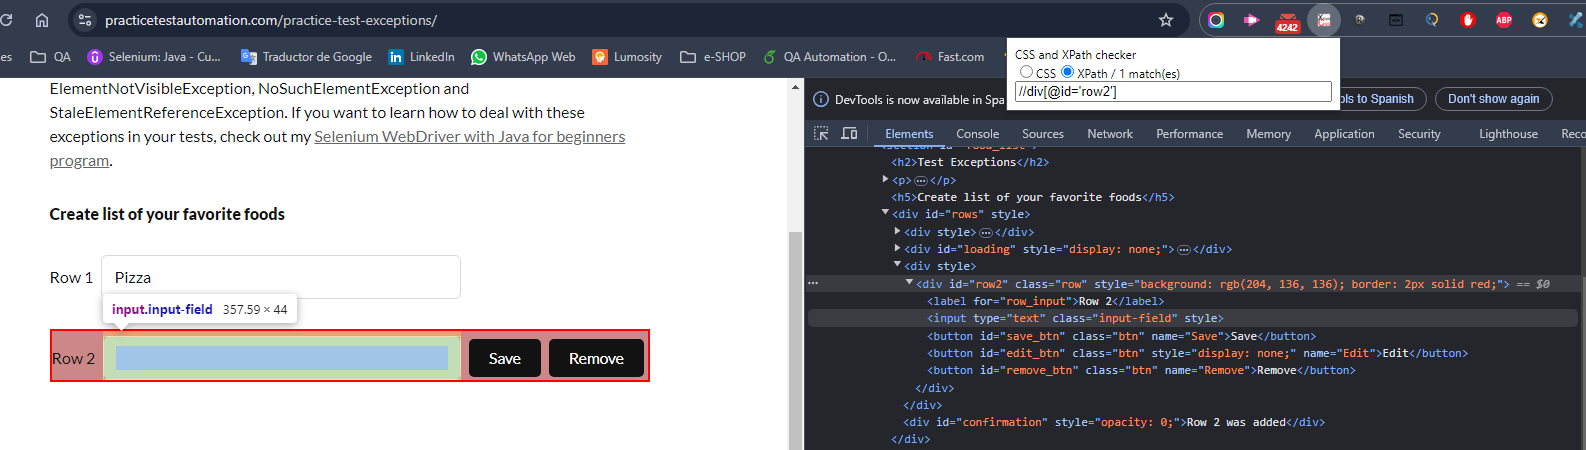 practicetestautomation.com/practice-test-exceptions/
4242
ABP
es QA Selenium: Java - Cu... Traductor de Google LinkedIn WhatsApp Web Lumosity e-SHOP QA Automation - O... Fast.com
CSS and XPath checker
CSS XPath / 1 match(es)
//div[@id='row2']
ElementNotVisibleException, NoSuchElementException and
StaleElementReferenceException. If you want to learn how to deal with these
exceptions in your tests, check out my Selenium WebDriver with Java for beginners
program.
Create list of your favorite foods
Row 1 Pizza
input.input-field 357.59 × 44
Row 2 Save Remove
DevTools is now available in Spa
ols to Spanish Don't show again
Elements Console Sources Network Performance Memory Application Security Lighthouse Reco
<h2>Test Exceptions</h2>
<p>…</p>
<h5>Create list of your favorite foods</h5>
<div id="rows" style>
<div style>…</div>
<div id="loading" style="display: none;">…</div>
<div style>
… <div id="row2" class="row" style="background: rgb(204, 136, 136); border: 2px solid red;"> == $0
<label for="row_input">Row 2</label>
<input type="text" class="input-field" style>
<button id="save_btn" class="btn" name="Save">Save</button>
<button id="edit_btn" class="btn" style="display: none;" name="Edit">Edit</button>
<button id="remove_btn" class="btn" name="Remove">Remove</button>
</div>
</div>
<div id="confirmation" style="opacity: 0;">Row 2 was added</div>
</div>